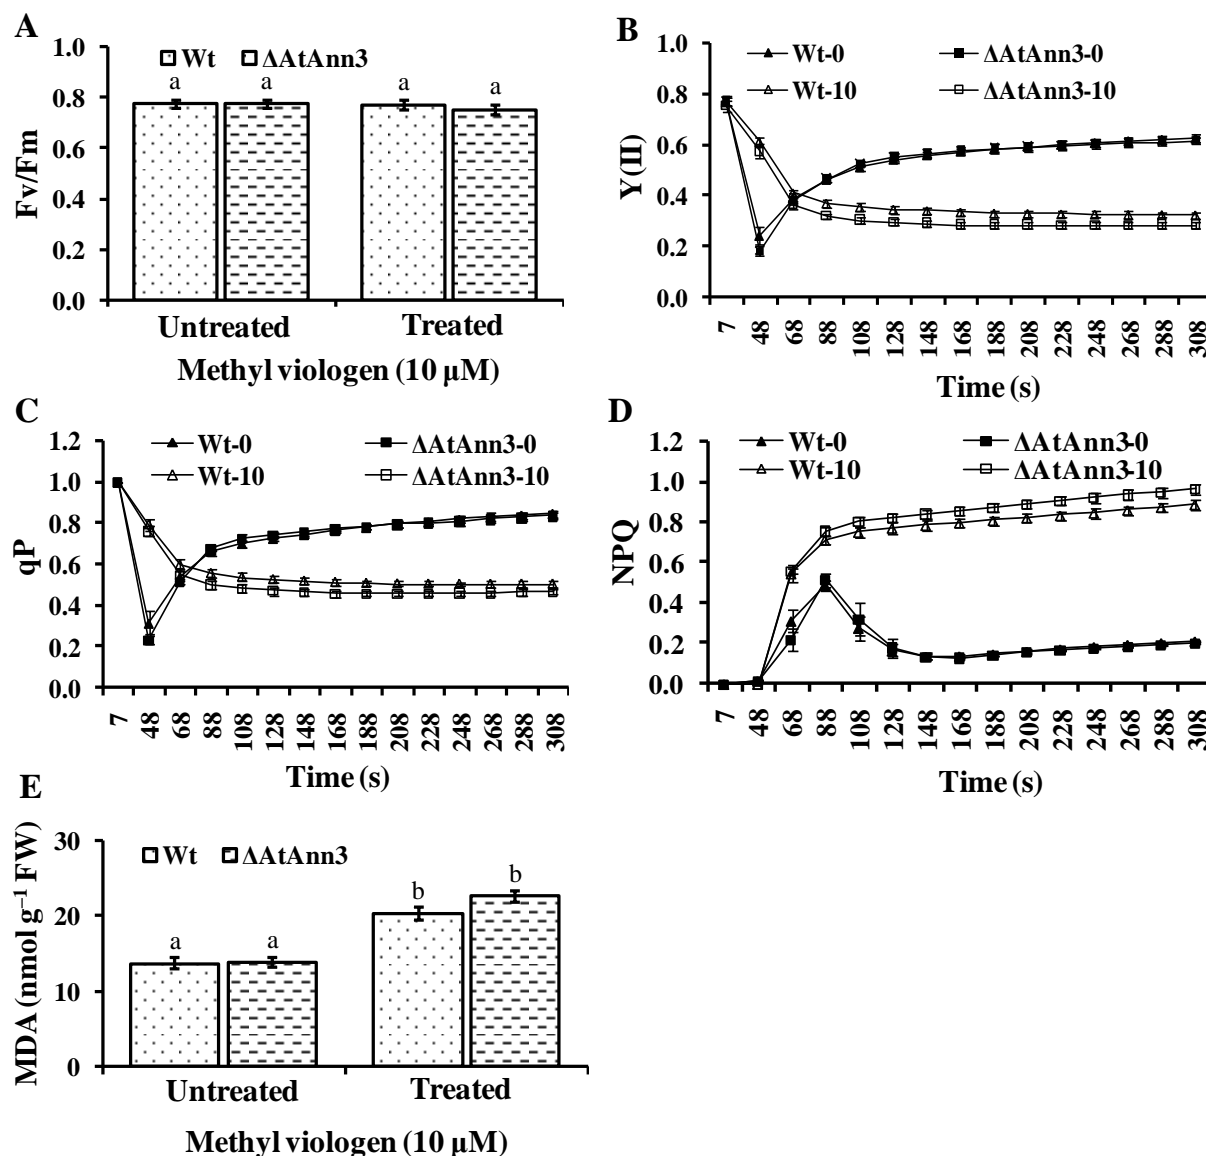 A
Wt ΔAtAnn3
Fv/Fm
1.0
0.8
0.6
0.4
0.2
0.0
a a a a
Untreated Treated
Methyl viologen (10 µM)
B
Wt-0 ΔAtAnn3-0
Wt-10 ΔAtAnn3-10
Y(II)
1.0
0.8
0.6
0.4
0.2
0.0
7 48 68 88 108 128 148 168 188 208 228 248 268 288 308
Time (s)
C
Wt-0 ΔAtAnn3-0
Wt-10 ΔAtAnn3-10
qP
1.2
1.0
0.8
0.6
0.4
0.2
0.0
7 48 68 88 108 128 148 168 188 208 228 248 268 288 308
Time (s)
D
Wt-0 ΔAtAnn3-0
Wt-10 ΔAtAnn3-10
NPQ
1.2
1.0
0.8
0.6
0.4
0.2
0.0
7 48 68 88 108 128 148 168 188 208 228 248 268 288 308
Time (s)
E
Wt ΔAtAnn3
MDA (nmol g⁻¹ FW)
30
20
10
0
a a b b
Untreated Treated
Methyl viologen (10 µM)